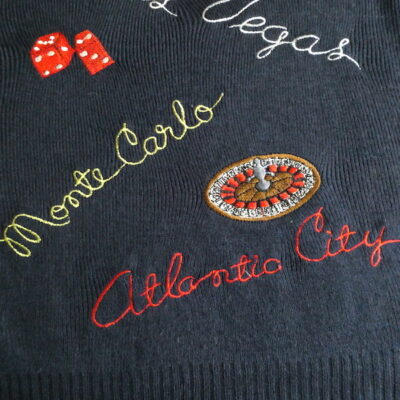 Vegas
Monte Carlo
Atlantic City